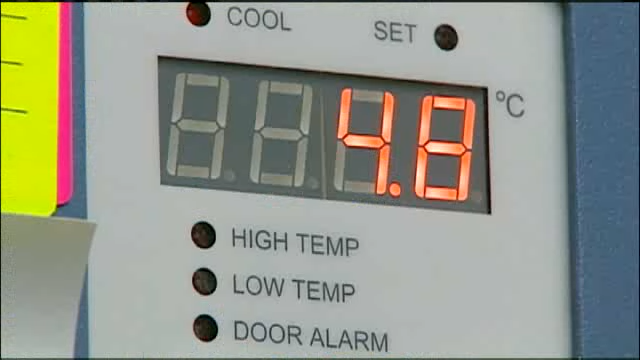 COOL SET
4.8 °C
HIGH TEMP
LOW TEMP
DOOR ALARM